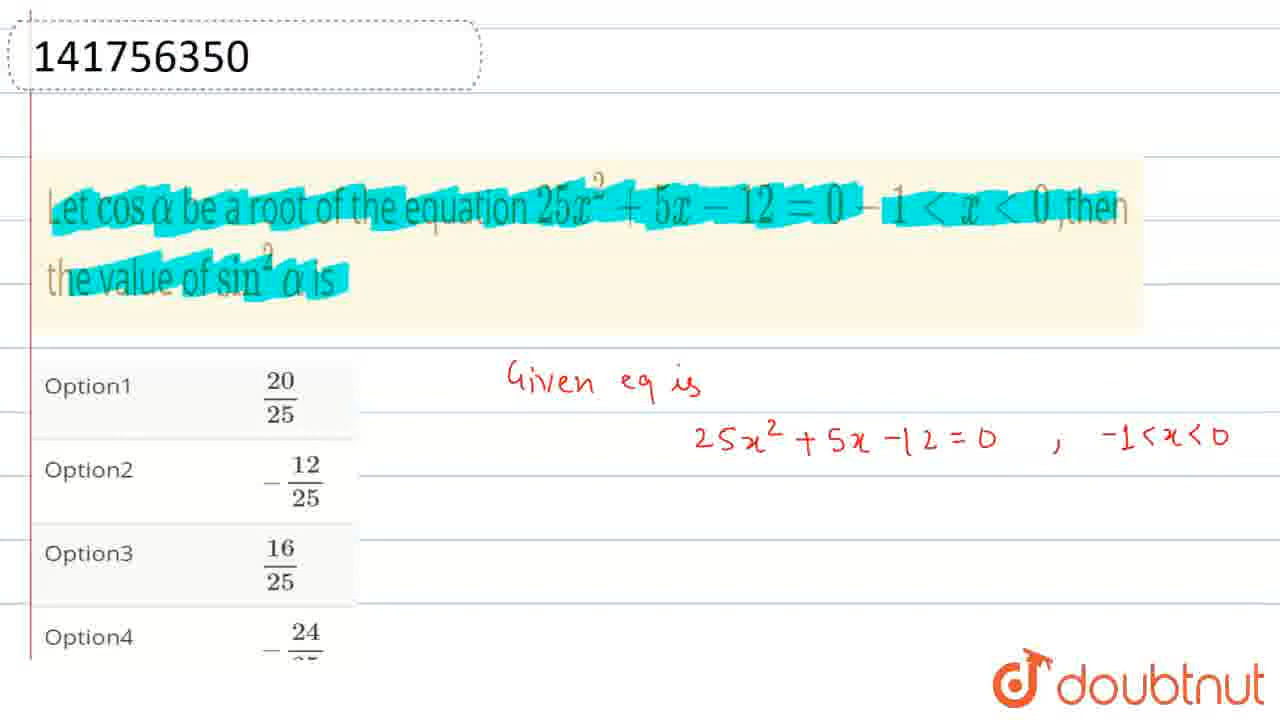 141756350
Let cos α be a root of the equation 25x² + 5x − 12 = 0 − 1 < x < 0 ,then
the value of sin² α is
Option1 20/25
Given eq is
25x² + 5x − 12 = 0 , −1 < x < 0
Option2 − 12/25
Option3 16/25
Option4 − 24/25
doubtnut